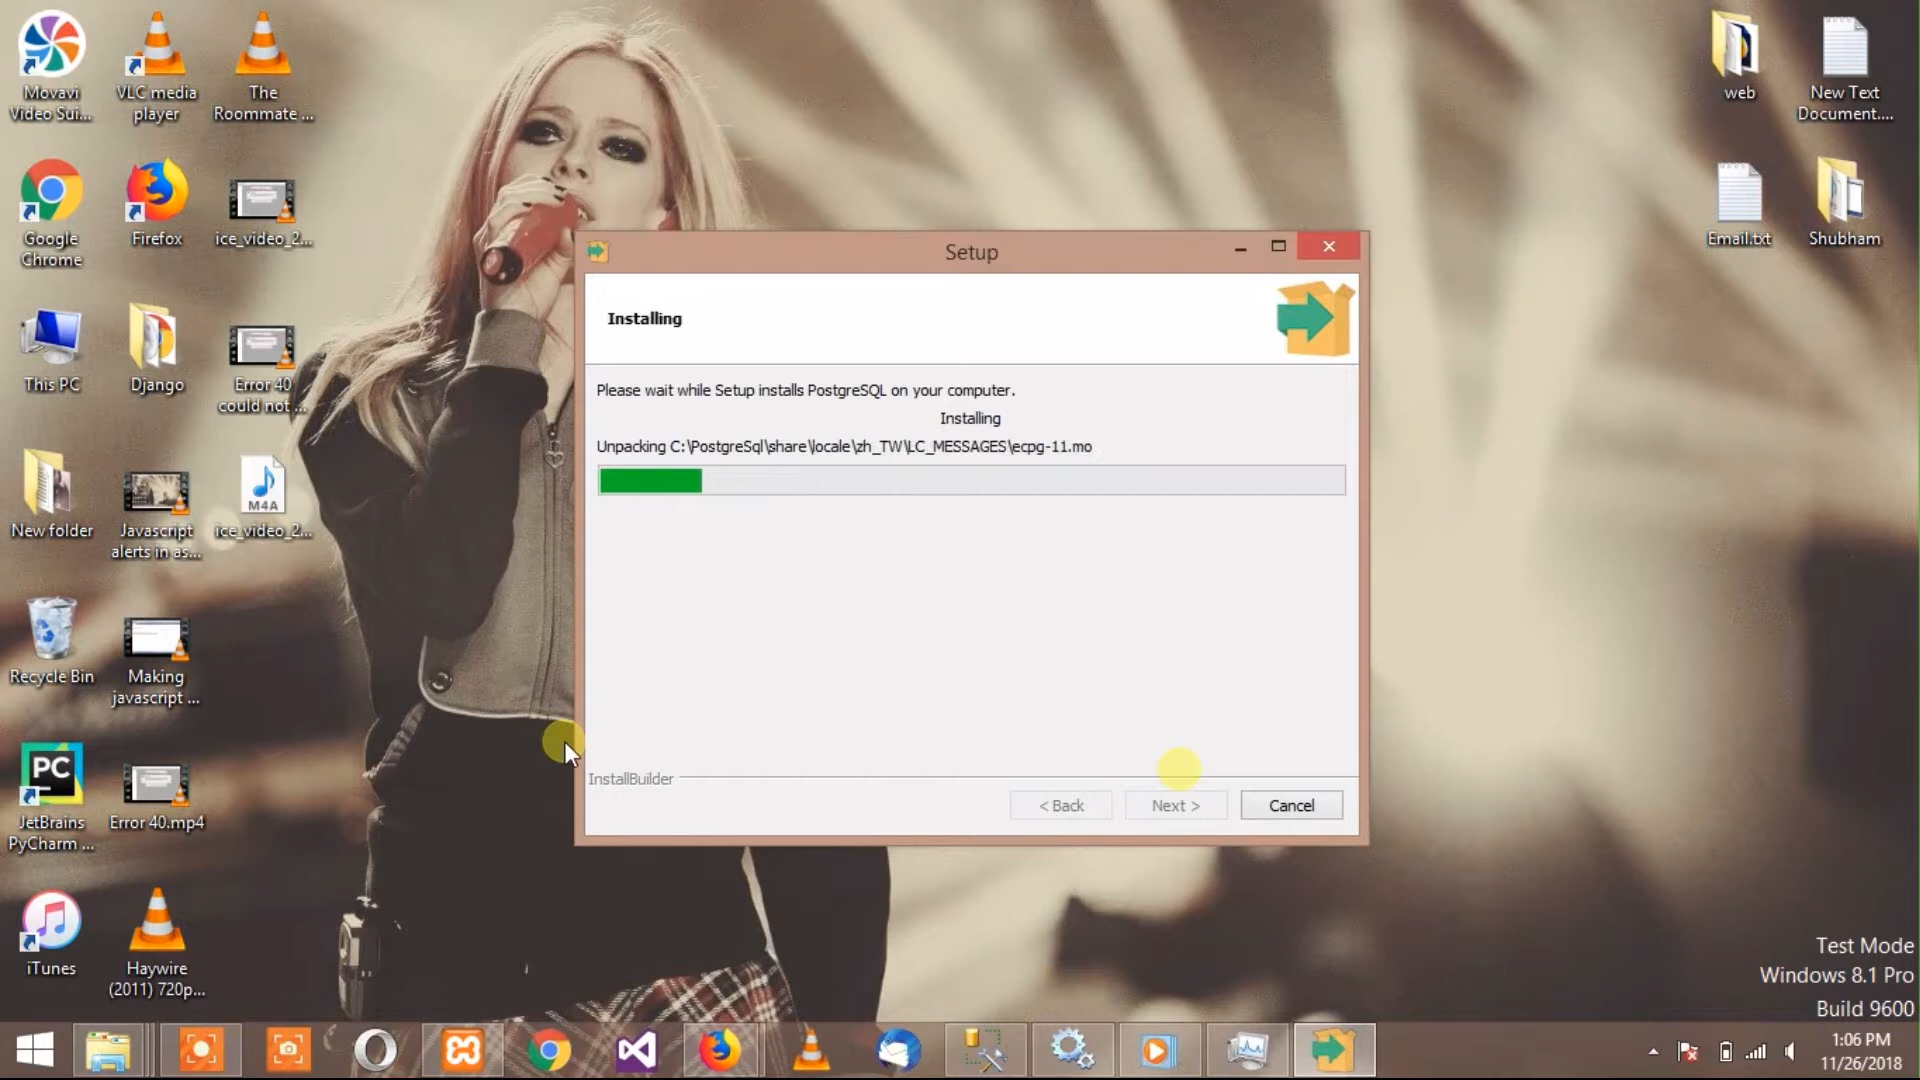 Movavi
Video Sui...
VLC media
player
The
Roommate ...
web
New Text
Document....
Google
Chrome
Firefox
ice_video_2...
Email.txt
Shubham
This PC
Django
Error 40
could not ...
New folder
Javascript
alerts in as...
M4A
ice_video_2...
Recycle Bin
Making
javascript ...
PC
JetBrains
PyCharm ...
Error 40.mp4
iTunes
Haywire
(2011) 720p...
Setup
Installing
Please wait while Setup installs PostgreSQL on your computer.
Installing
Unpacking C:\PostgreSql\share\locale\zh_TW\LC_MESSAGES\ecpg-11.mo
InstallBuilder
< Back
Next >
Cancel
Test Mode
Windows 8.1 Pro
Build 9600
1:06 PM
11/26/2018